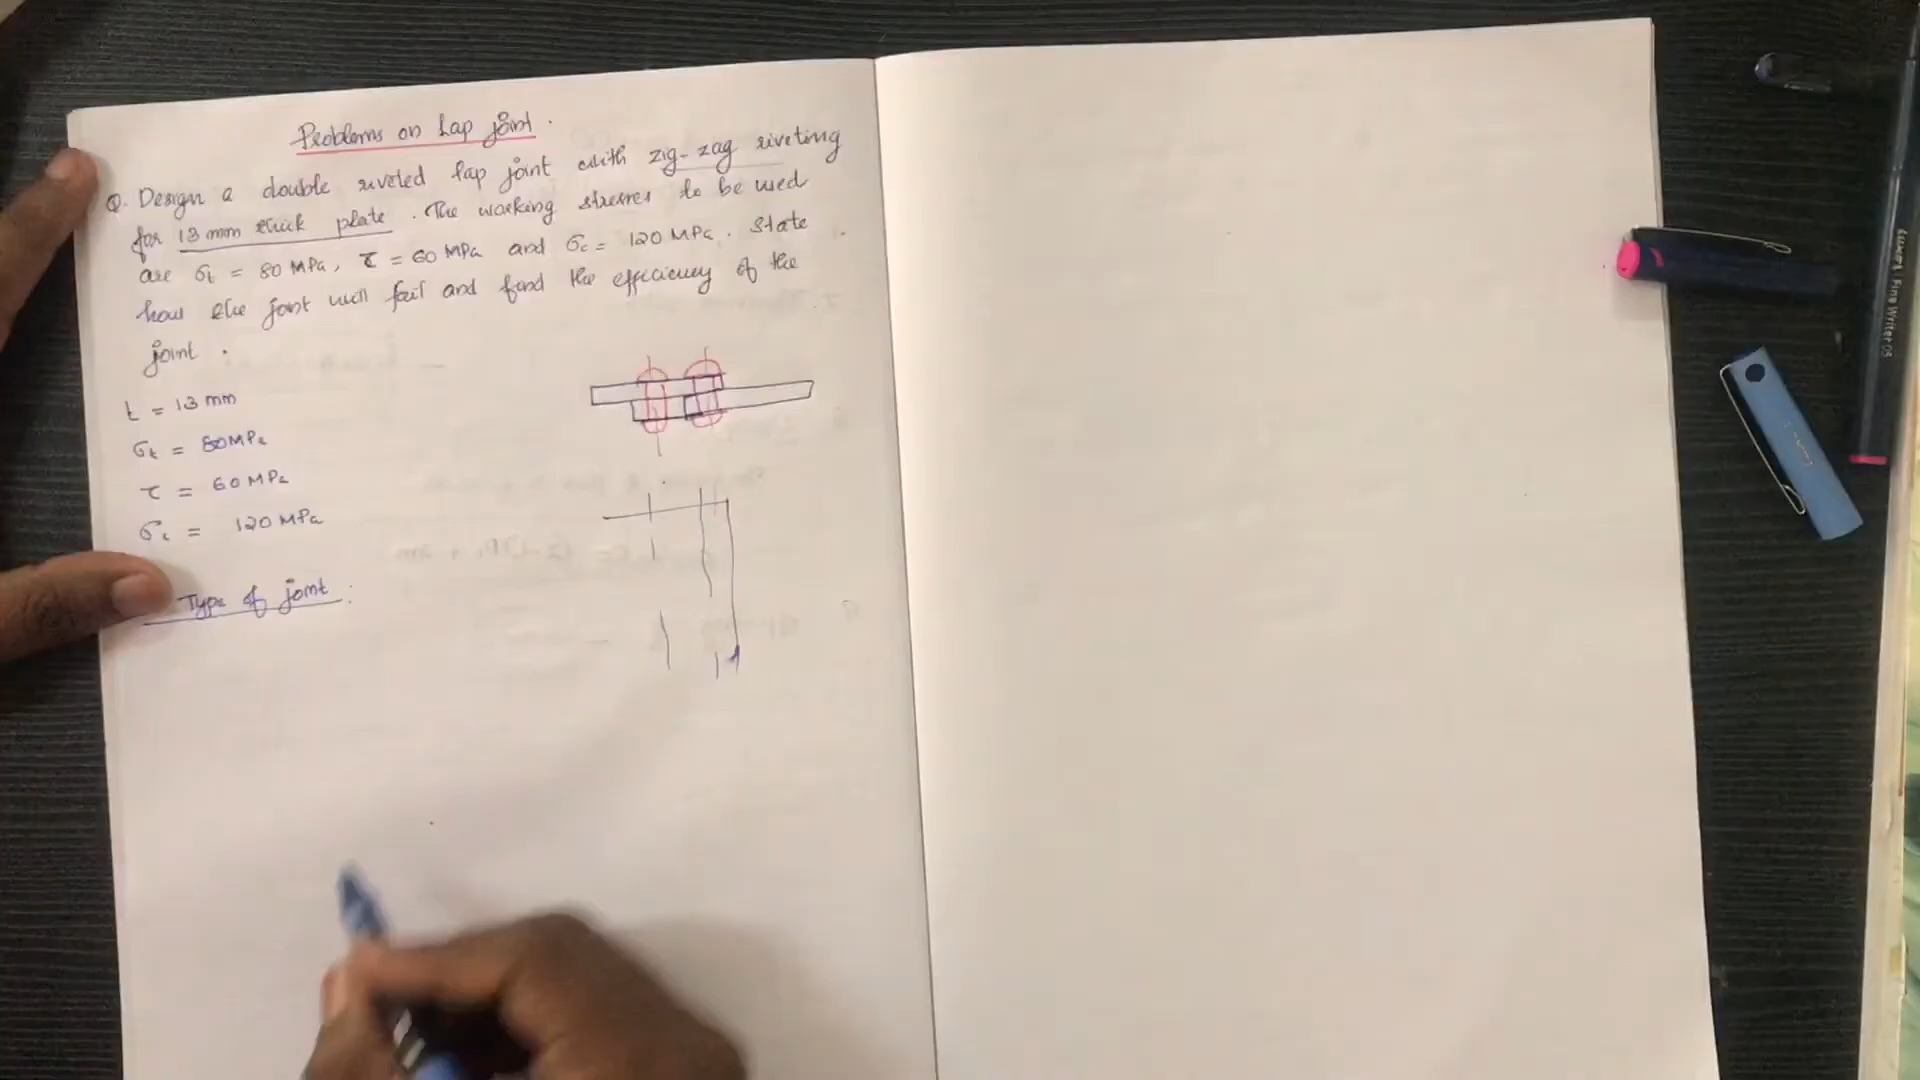 Problems on Lap joint.
Q. Design a double riveted lap joint with zig-zag riveting
for 13 mm thick plate. The working stresses to be used
are σt = 80 MPa, τ = 60 MPa and σc = 120 MPa. State
how the joint will fail and find the efficiency of the
joint.
t = 13 mm
σt = 80 MPa
τ = 60 MPa
σc = 120 MPa
Type of joint: